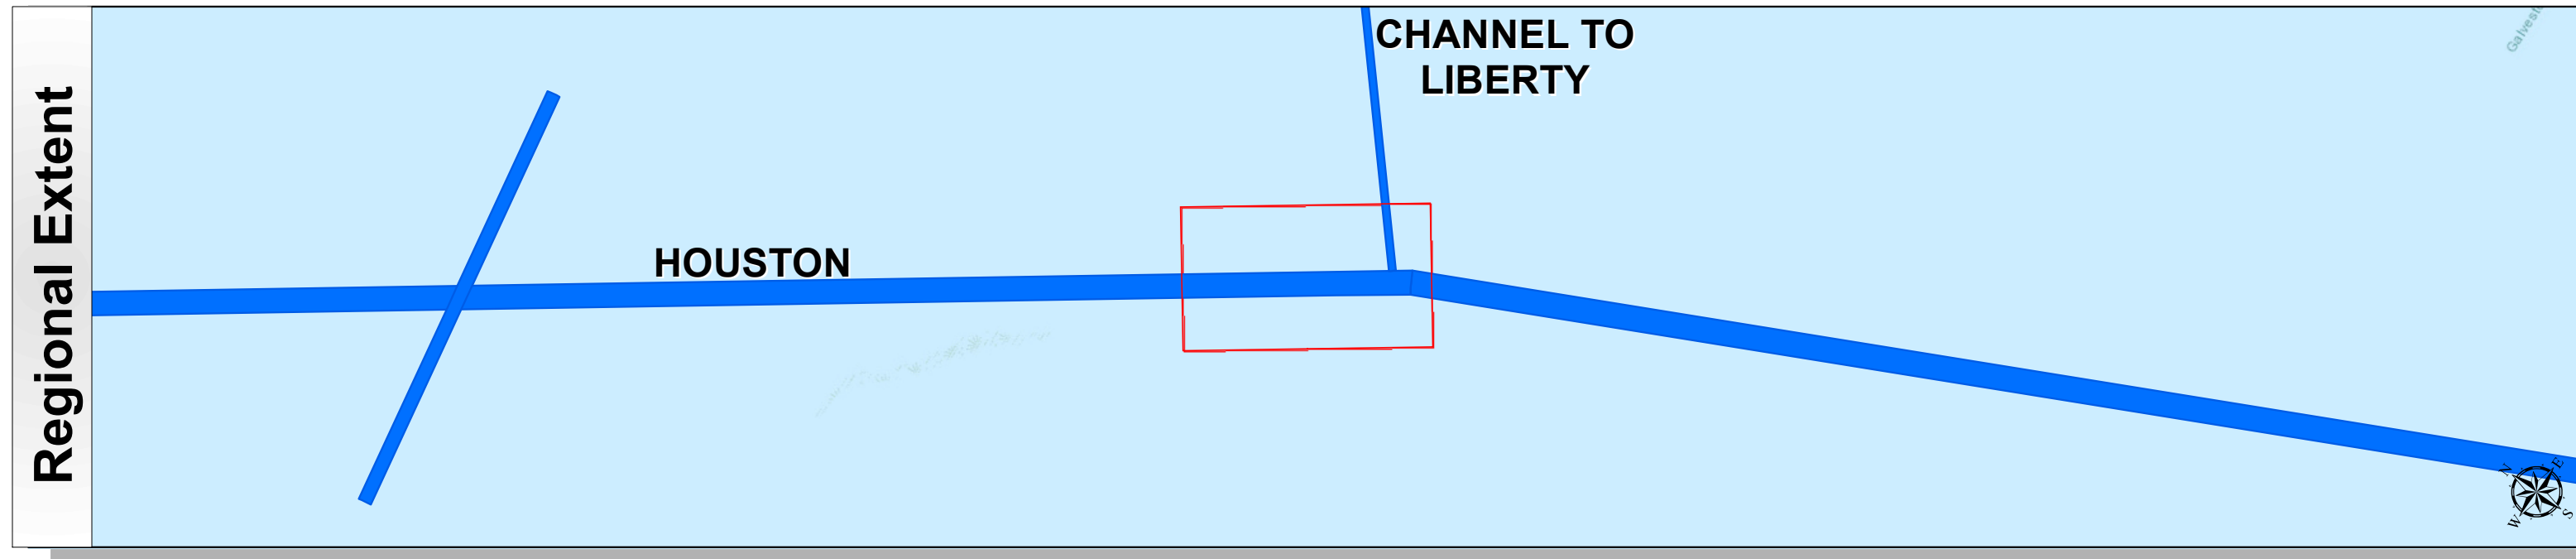 Regional Extent
CHANNEL TO
LIBERTY
HOUSTON
N
E
W
S